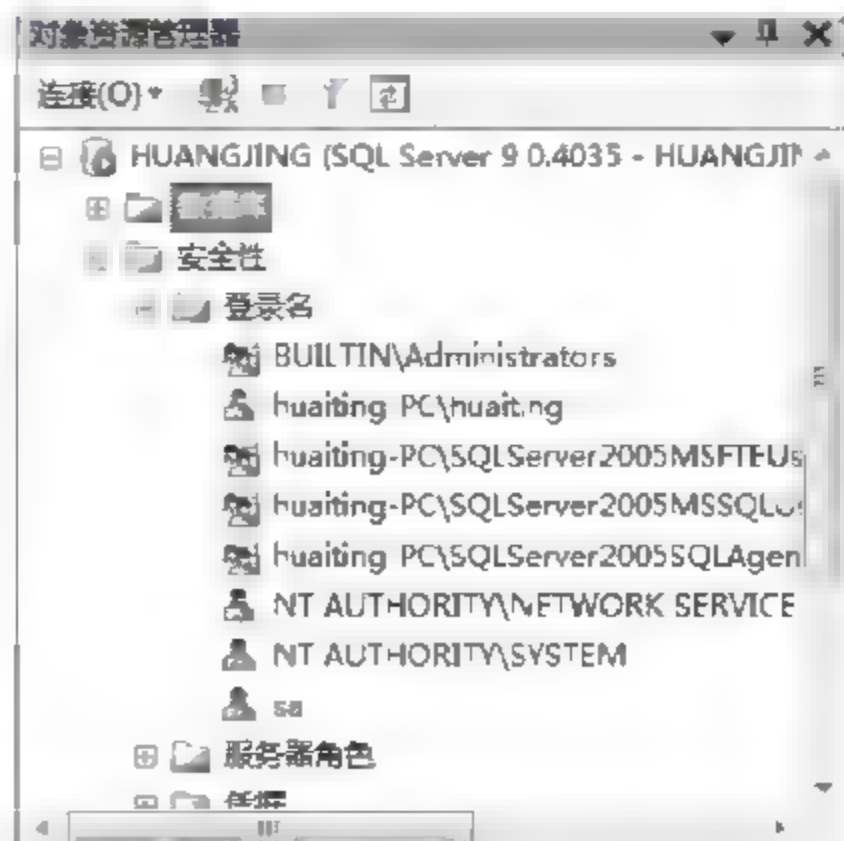 对象资源管理器
连接(O)
HUANGJING (SQL Server 9.0.4035 - HUANGJIN
安全性
登录名
BUILTIN\Administrators
huaiting-PC\huaiting
huaiting-PC\SQLServer2005MSFTEUs
huaiting-PC\SQLServer2005MSSQLUs
huaiting-PC\SQLServer2005SQLAgen
NT AUTHORITY\NETWORK SERVICE
NT AUTHORITY\SYSTEM
sa
服务器角色